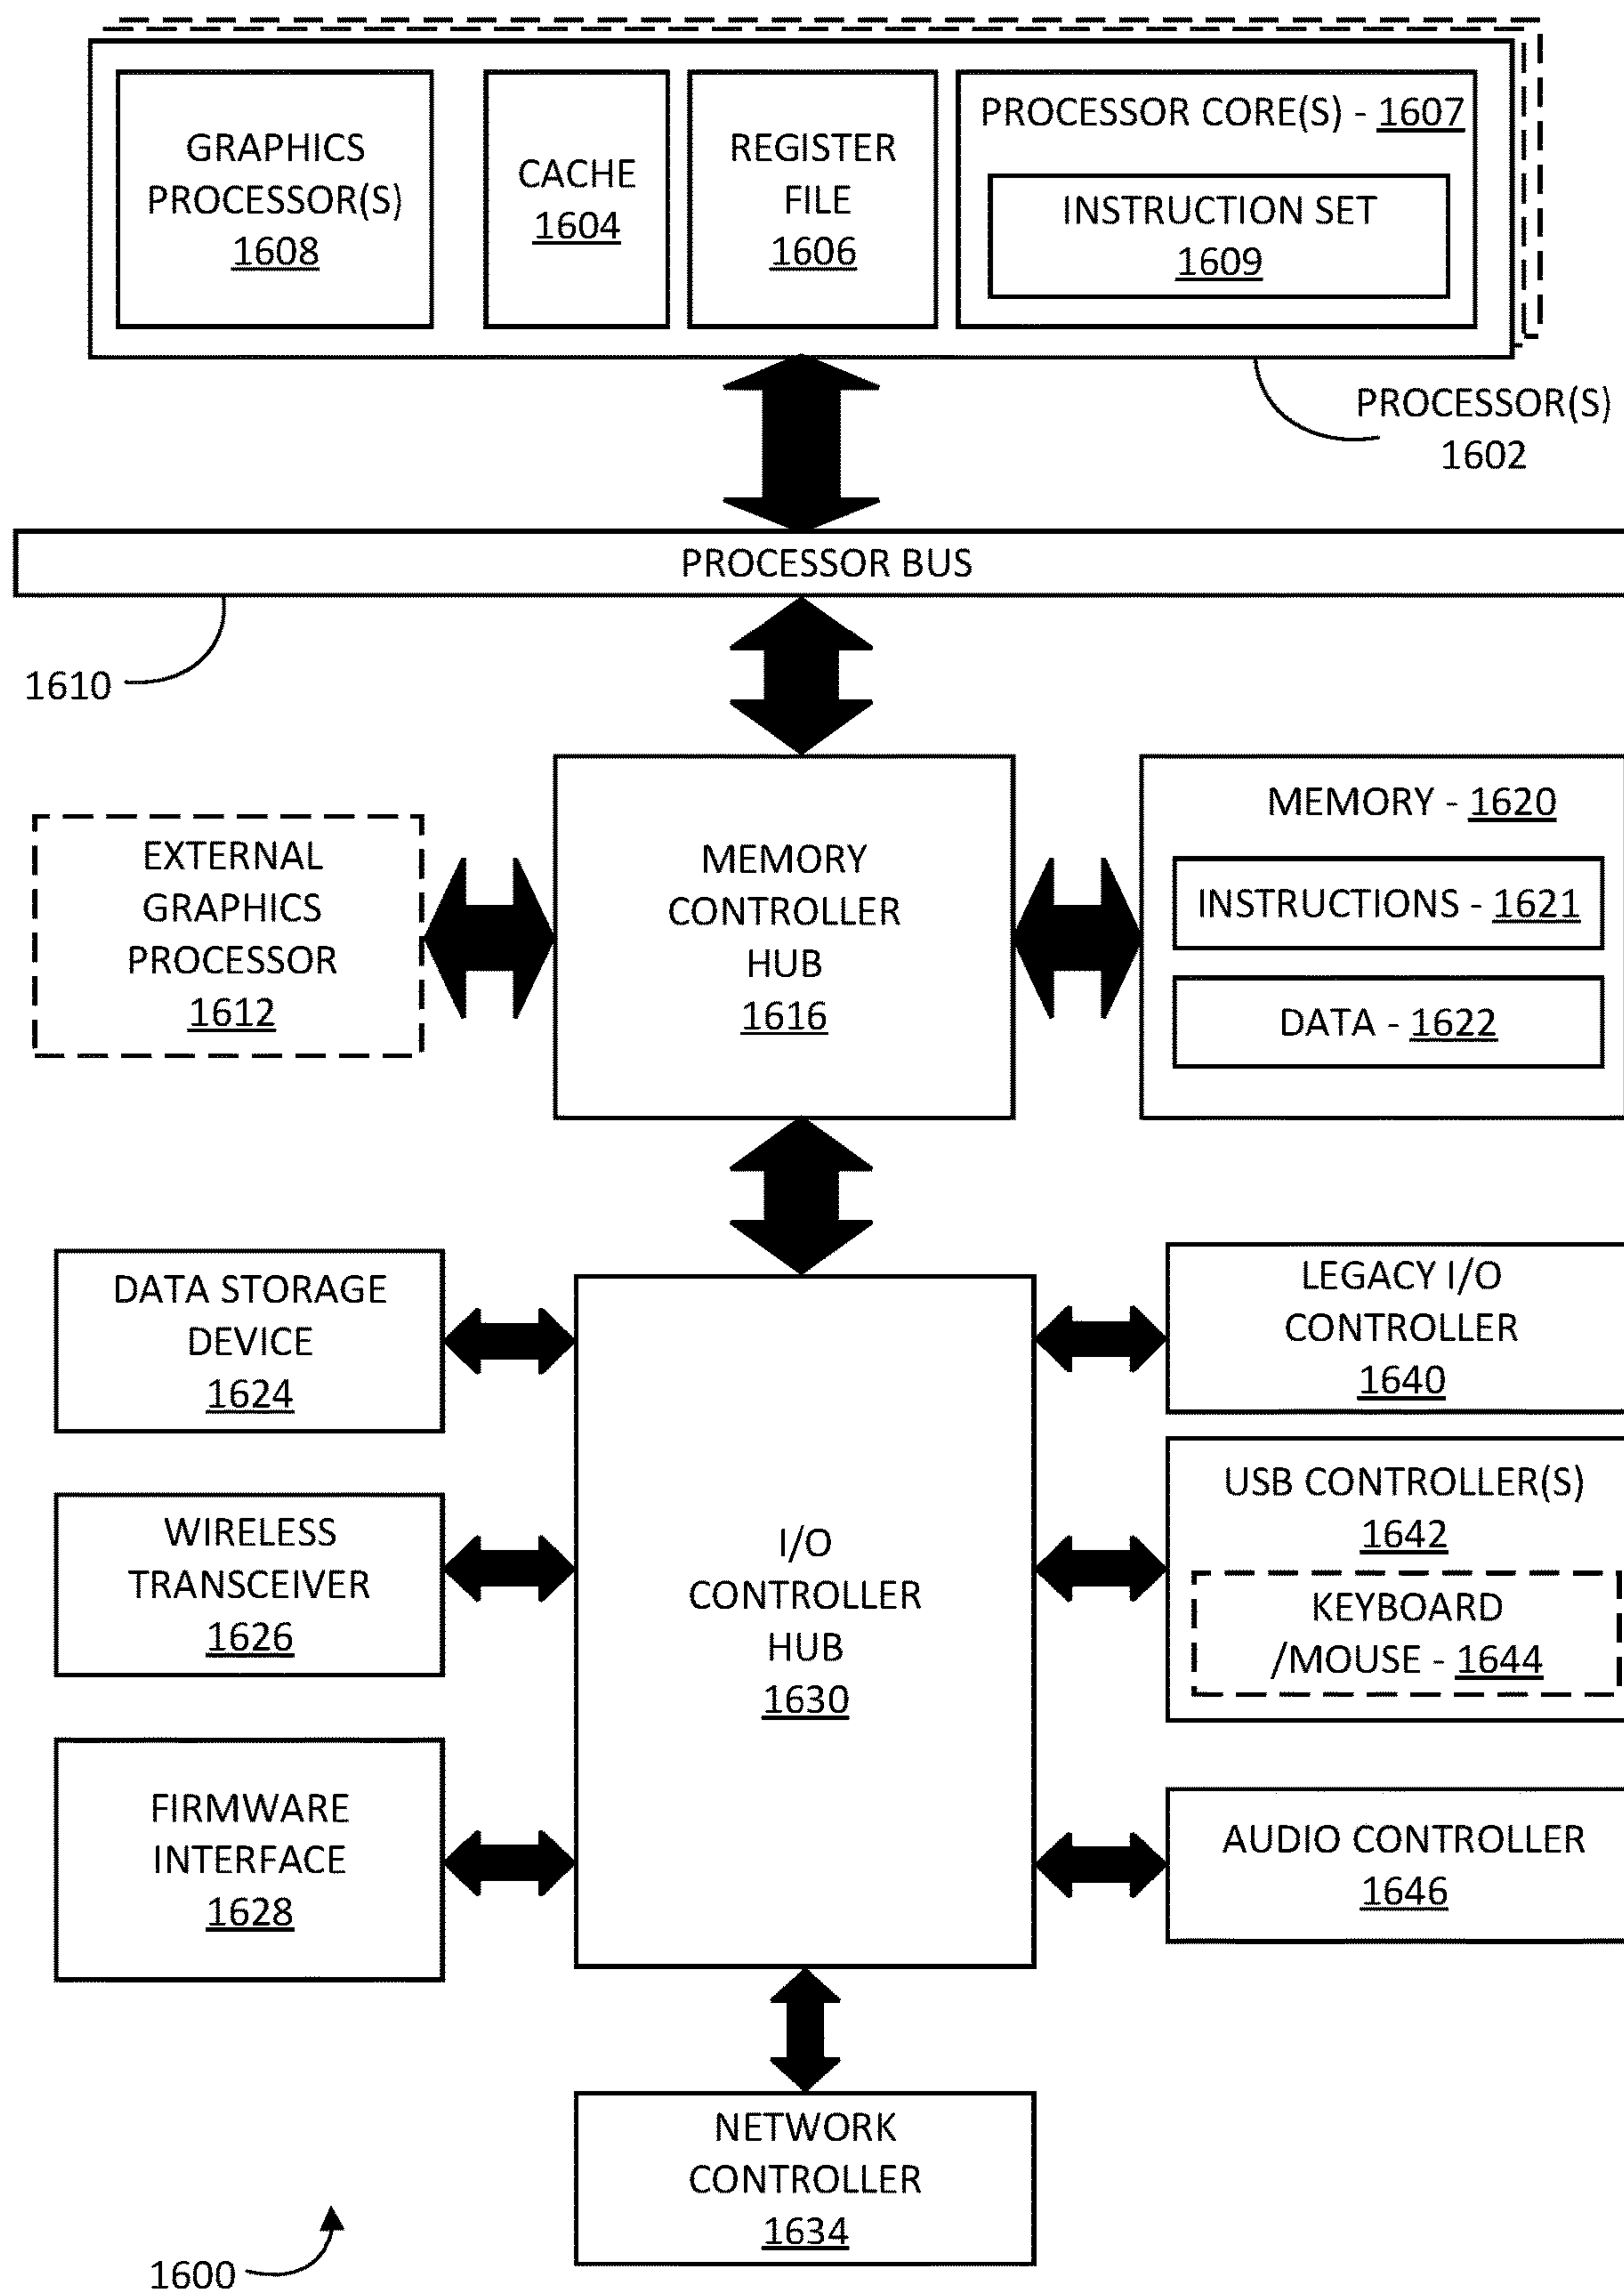 GRAPHICS
PROCESSOR(S)
1608
CACHE
1604
REGISTER
FILE
1606
PROCESSOR CORE(S) - 1607
INSTRUCTION SET
1609
PROCESSOR(S)
1602
PROCESSOR BUS
1610
EXTERNAL
GRAPHICS
PROCESSOR
1612
MEMORY
CONTROLLER
HUB
1616
MEMORY - 1620
INSTRUCTIONS - 1621
DATA - 1622
DATA STORAGE
DEVICE
1624
WIRELESS
TRANSCEIVER
1626
FIRMWARE
INTERFACE
1628
I/O
CONTROLLER
HUB
1630
LEGACY I/O
CONTROLLER
1640
USB CONTROLLER(S)
1642
KEYBOARD
/MOUSE - 1644
AUDIO CONTROLLER
1646
NETWORK
CONTROLLER
1634
1600